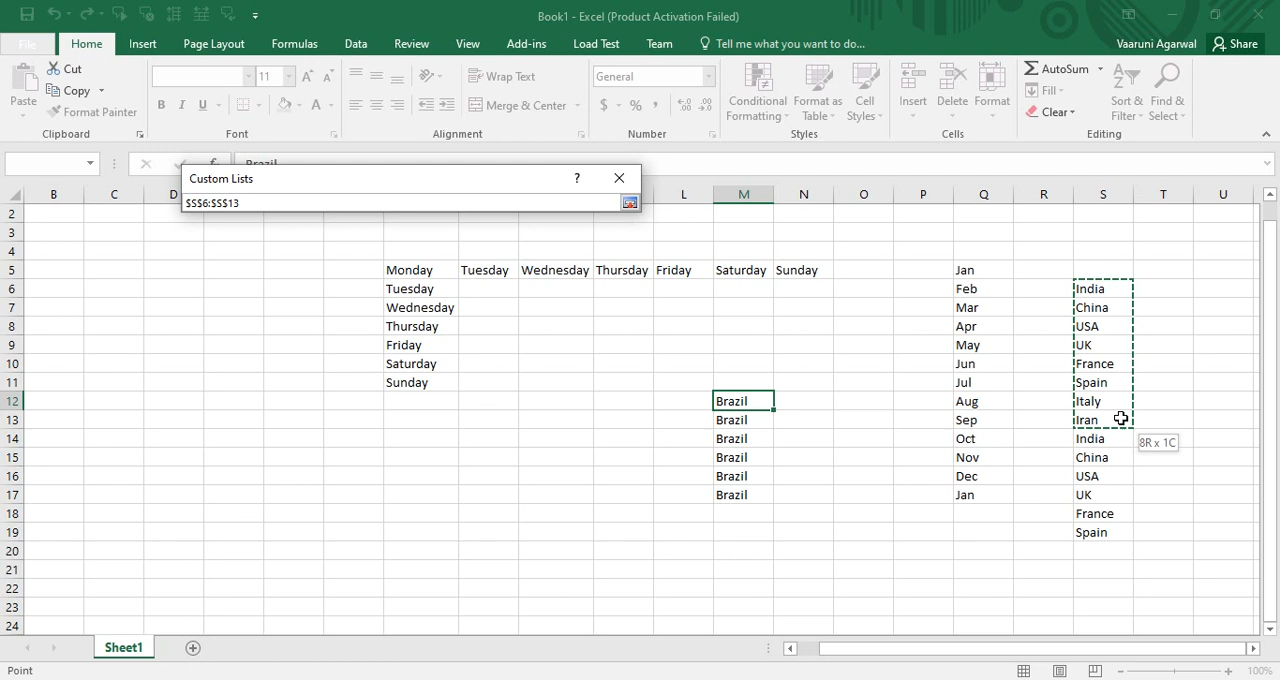 Book1 - Excel (Product Activation Failed)
File Home Insert Page Layout Formulas Data Review View Add-ins Load Test Team Tell me what you want to do... Vaaruni Agarwal Share
Paste Cut Copy Format Painter
11
B I U A
Wrap Text
Merge & Center
General
$ % ,
Conditional Formatting
Format as Table
Cell Styles
Insert Delete Format
AutoSum
Fill
Clear
Sort & Filter
Find & Select
Clipboard Font Alignment Number Styles Cells Editing
Brazil
Custom Lists ?
$S$6:$S$13
B C D L M N O P Q R S T U
2
3
4
5 Monday Tuesday Wednesday Thursday Friday Saturday Sunday Jan
6 Tuesday Feb India
7 Wednesday Mar China
8 Thursday Apr USA
9 Friday May UK
10 Saturday Jun France
11 Sunday Jul Spain
12 Brazil Aug Italy
13 Brazil Sep Iran
14 Brazil Oct India
8R x 1C
15 Brazil Nov China
16 Brazil Dec USA
17 Brazil Jan UK
18 France
19 Spain
20
21
22
23
24
Sheet1
Point 100%